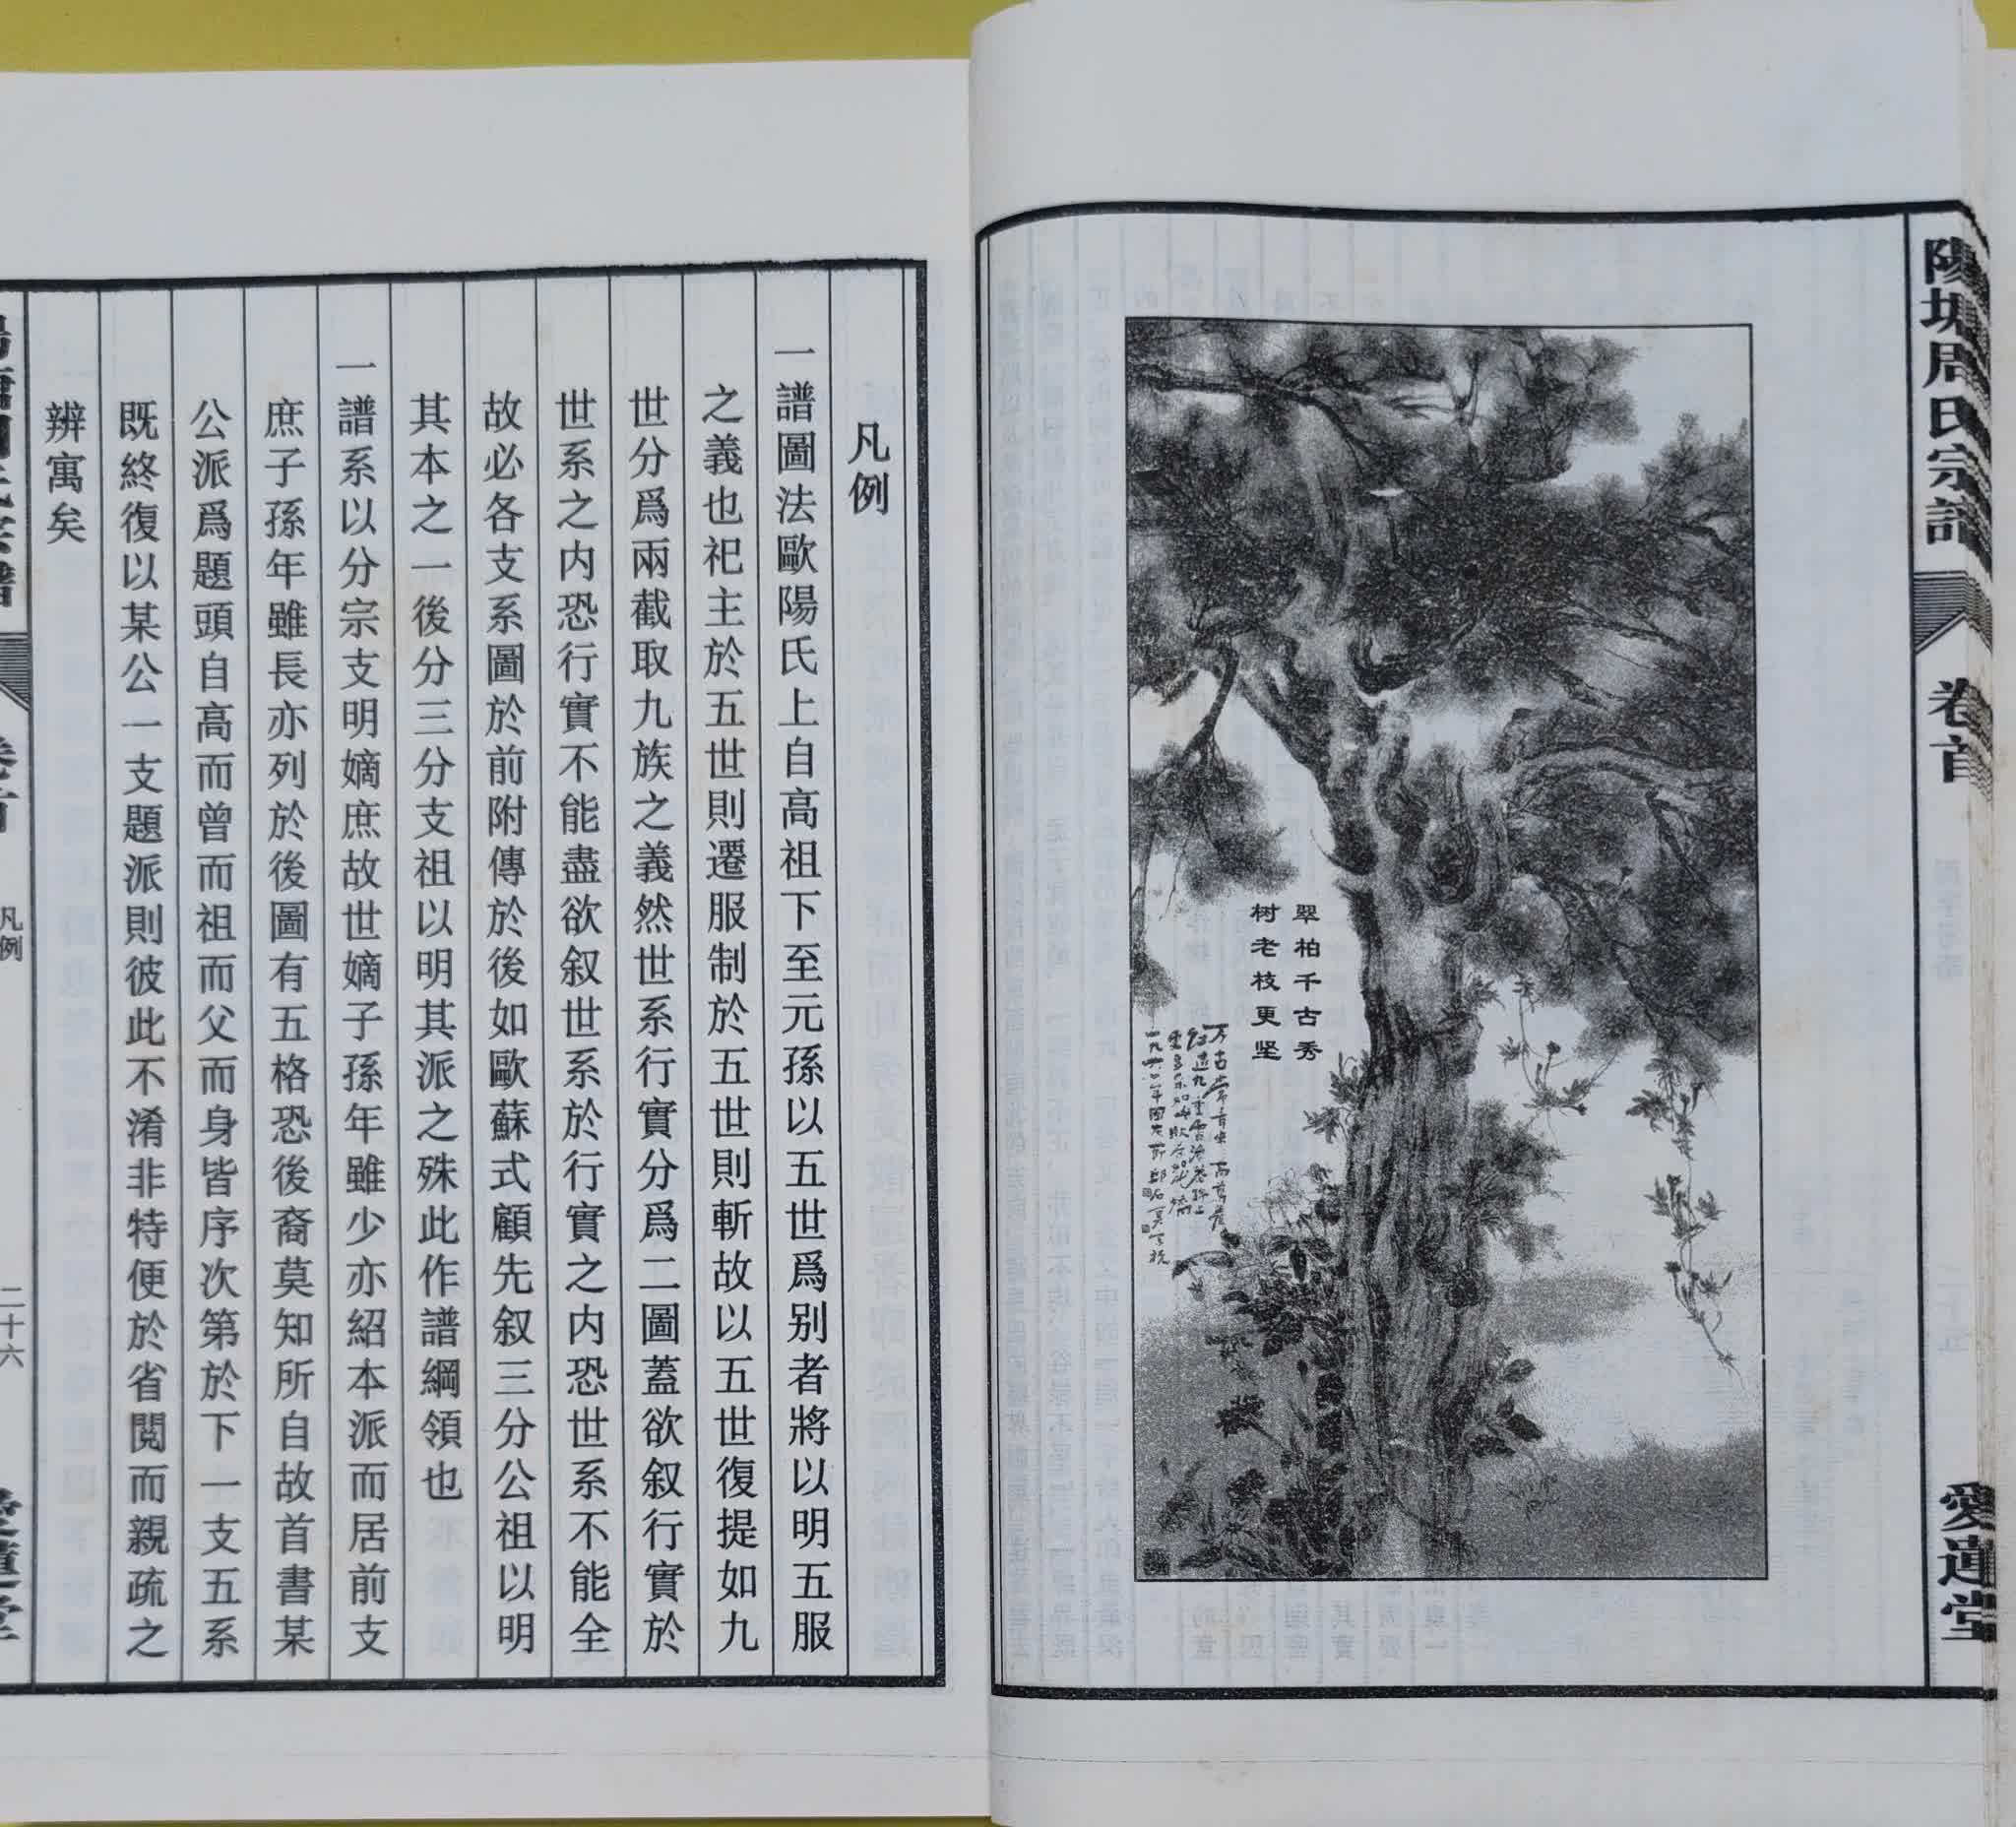 陽塘周氏宗譜
卷首
愛蓮堂
翠柏千古秀
树老枝更坚
凡例
一譜圖法歐陽氏上自高祖下至元孫以五世爲别者將以明五服
之義也祀主於五世則遷服制於五世則斬故以五世復提如九
世分爲兩截取九族之義然世系行實分爲二圖蓋欲叙行實於
世系之内恐行實不能盡欲叙世系於行實之内恐世系不能全
故必各支系圖於前附傳於後如歐蘇式顧先叙三分公祖以明
其本之一後分三分支祖以明其派之殊此作譜綱領也
一譜系以分宗支明嫡庶故世嫡子孫年雖少亦紹本派而居前支
庶子孫年雖長亦列於後圖有五格恐後裔莫知所自故首書某
公派爲題頭自高而曾而祖而父而身皆序次第於下一支五系
既終復以某公一支題派則彼此不淆非特便於省閲而親疏之
辨寓矣
卷首
凡例
二十六